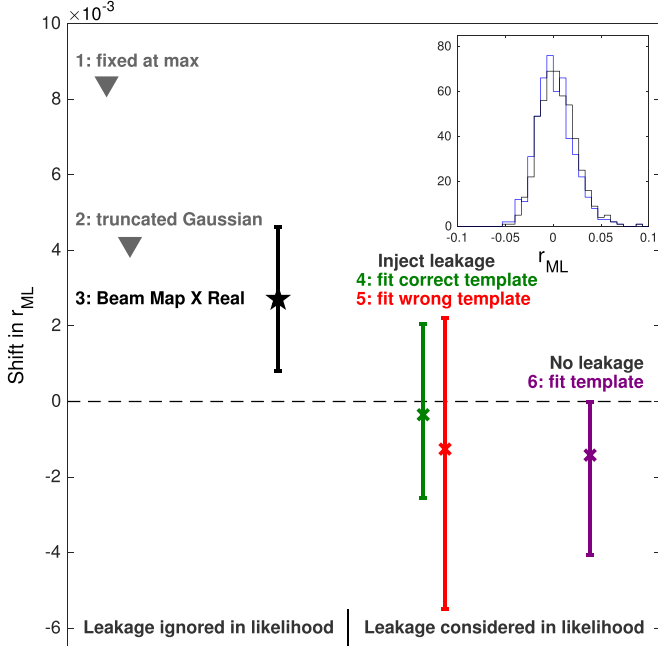 ×10⁻³
10
8
6
4
2
0
-2
-4
-6
Shift in r_ML
1: fixed at max
2: truncated Gaussian
3: Beam Map X Real
Inject leakage
4: fit correct template
5: fit wrong template
No leakage
6: fit template
Leakage ignored in likelihood
Leakage considered in likelihood
80
60
40
20
0
-0.1 -0.05 0 0.05 0.1
r_ML